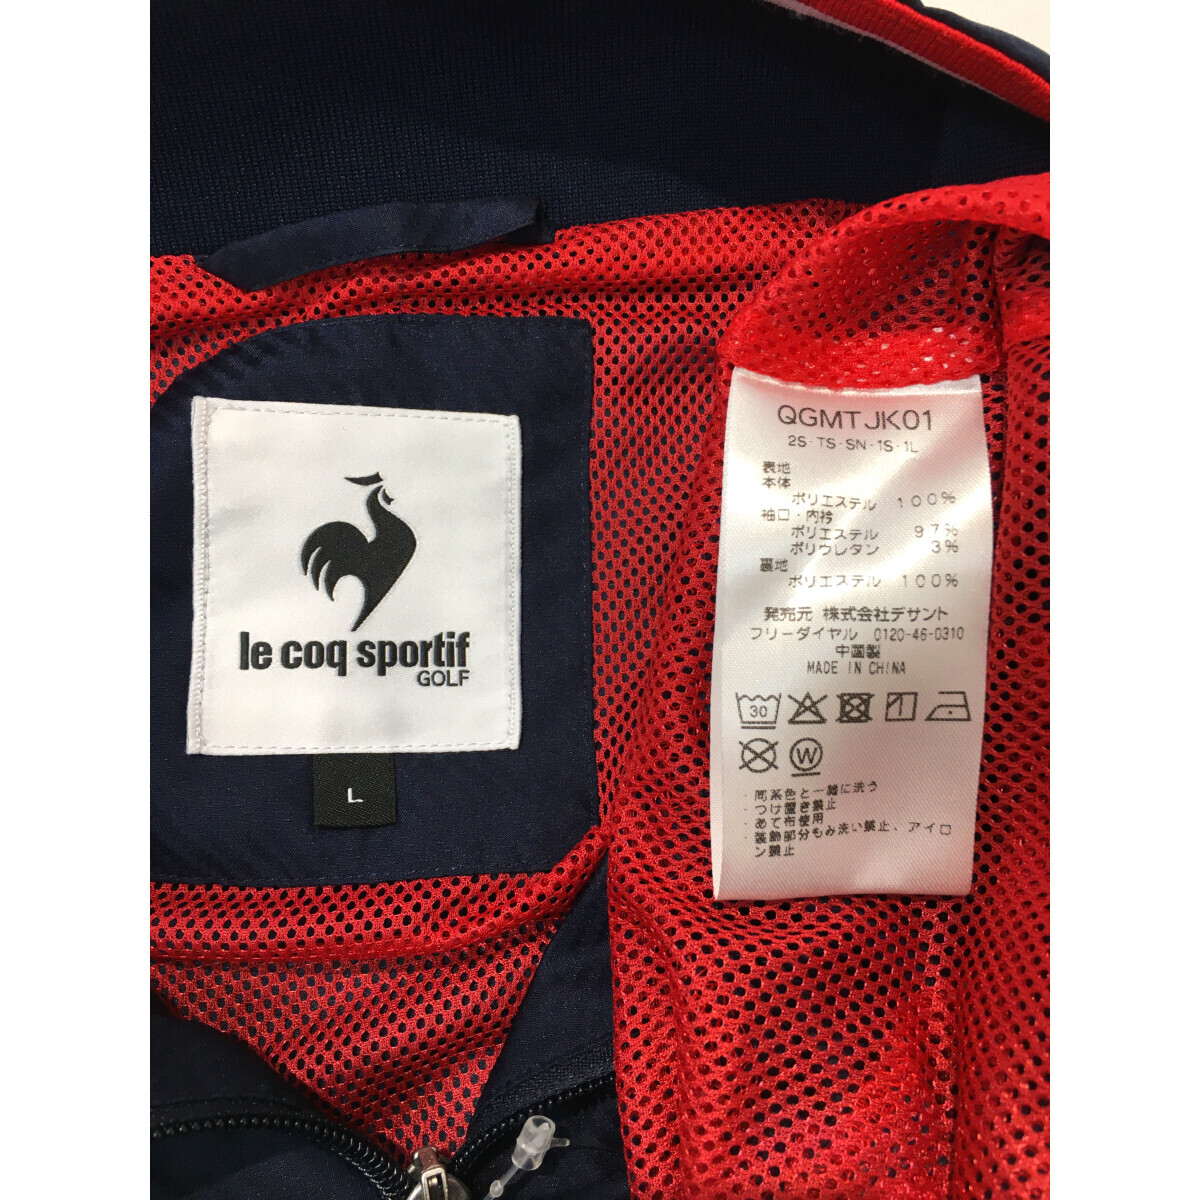 le coq sportif
GOLF
L
QGMTJK01
2S-TS-SN-1S-1L
表地
本体
ポリエステル 100%
袖口・内衿
ポリエステル 97%
ポリウレタン 3%
裏地
ポリエステル 100%
発売元 株式会社デサント
フリーダイヤル 0120-46-0310
中国製
MADE IN CHINA
30
W
・同系色と一緒に洗う
・つけ置き禁止
・あて布使用
・装飾部分もみ洗い禁止、アイロ
ン禁止